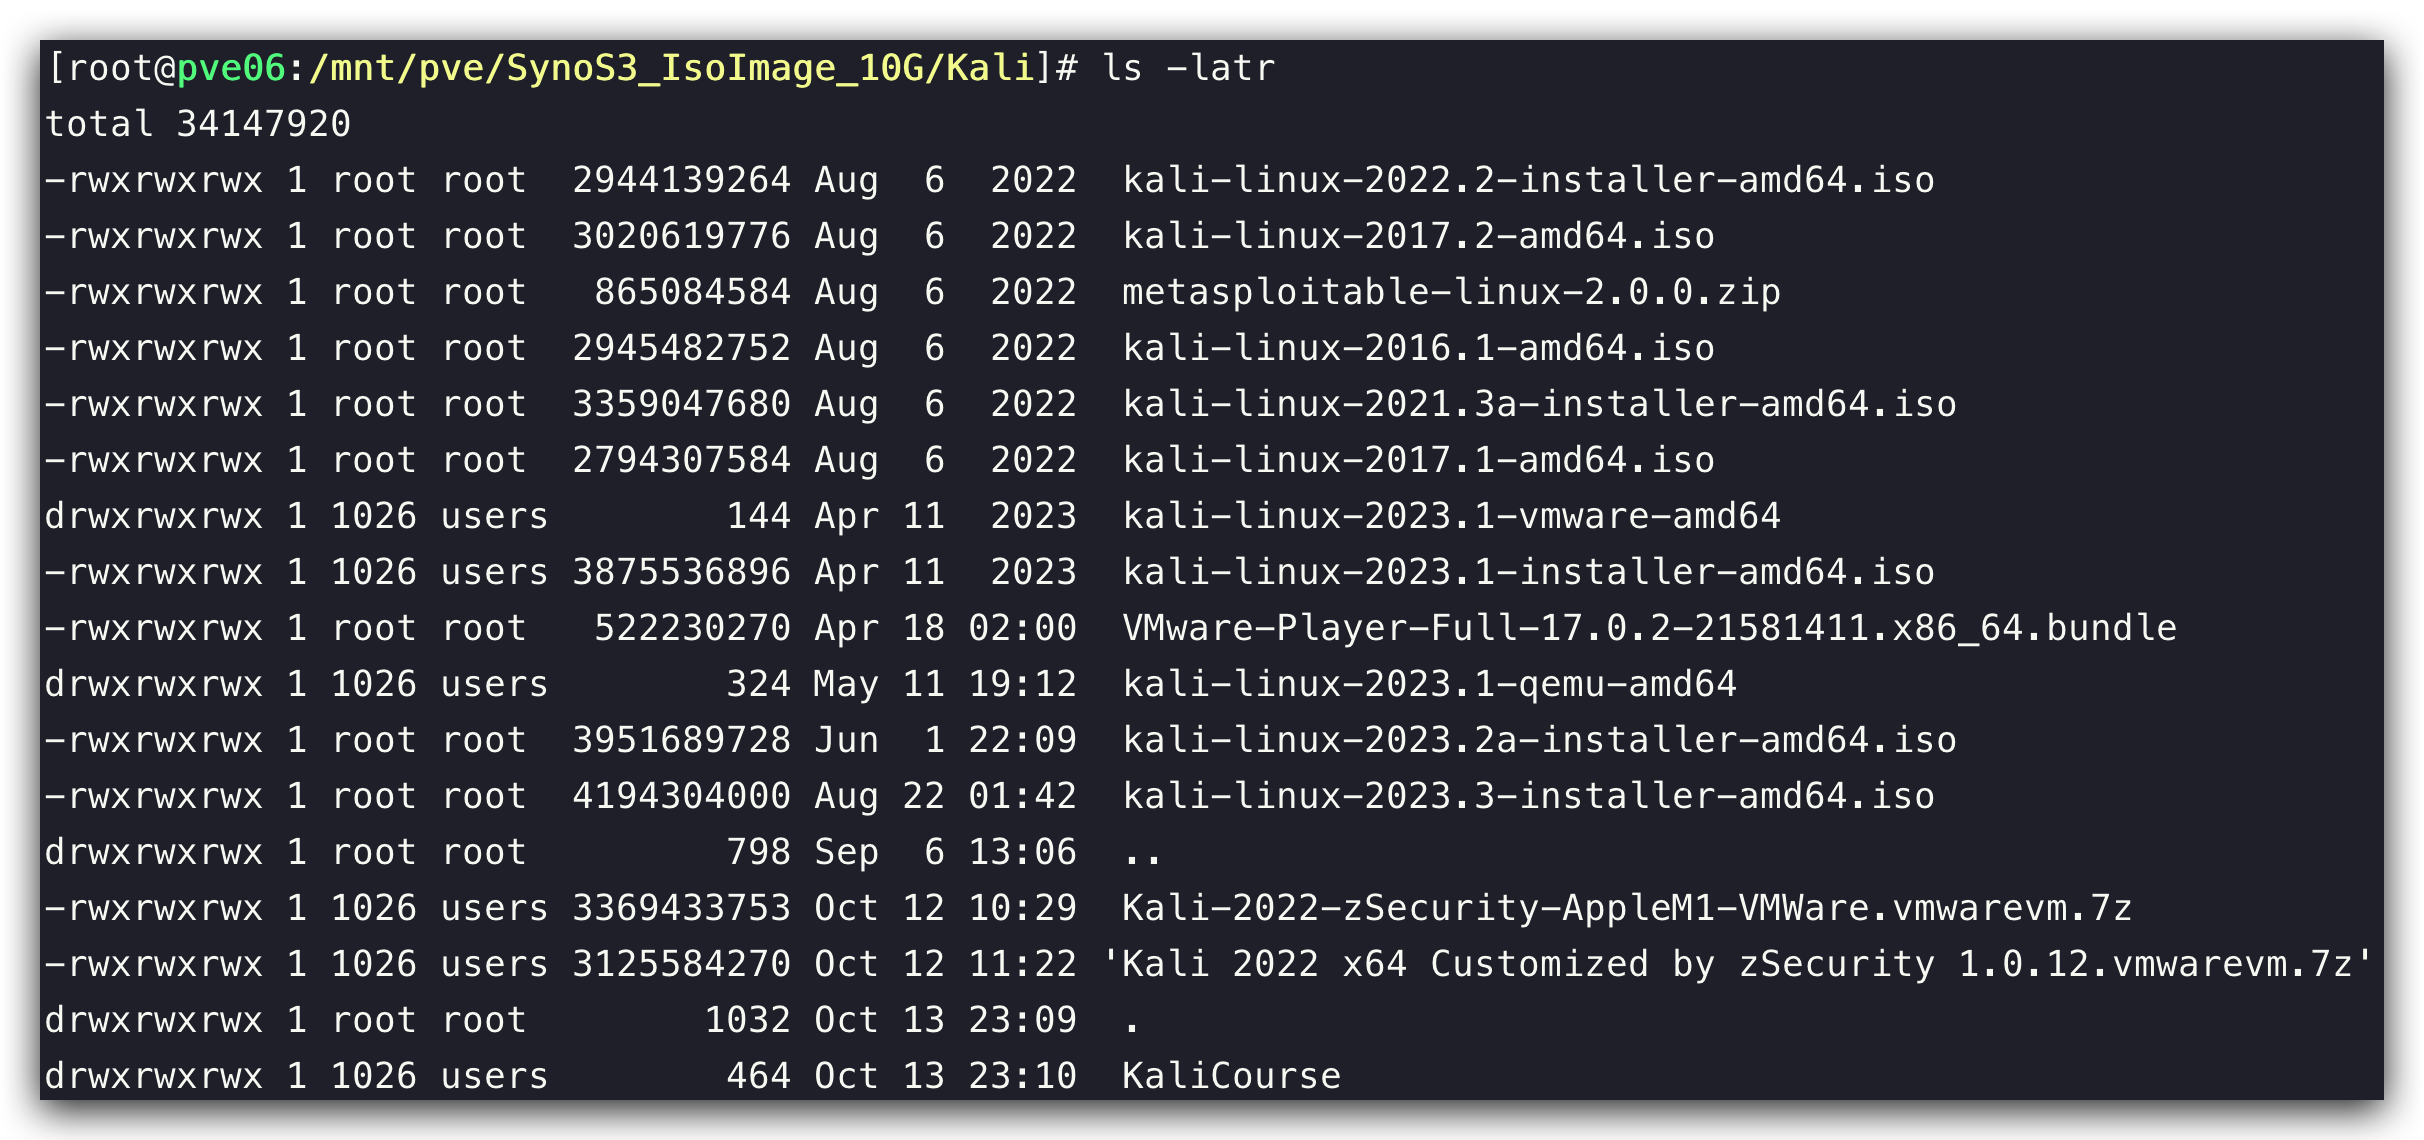 [root@pve06:/mnt/pve/SynoS3_IsoImage_10G/Kali]# ls -latr
total 34147920
-rwxrwxrwx 1 root root  2944139264 Aug  6  2022  kali-linux-2022.2-installer-amd64.iso
-rwxrwxrwx 1 root root  3020619776 Aug  6  2022  kali-linux-2017.2-amd64.iso
-rwxrwxrwx 1 root root   865084584 Aug  6  2022  metasploitable-linux-2.0.0.zip
-rwxrwxrwx 1 root root  2945482752 Aug  6  2022  kali-linux-2016.1-amd64.iso
-rwxrwxrwx 1 root root  3359047680 Aug  6  2022  kali-linux-2021.3a-installer-amd64.iso
-rwxrwxrwx 1 root root  2794307584 Aug  6  2022  kali-linux-2017.1-amd64.iso
drwxrwxrwx 1 1026 users        144 Apr 11  2023  kali-linux-2023.1-vmware-amd64
-rwxrwxrwx 1 1026 users 3875536896 Apr 11  2023  kali-linux-2023.1-installer-amd64.iso
-rwxrwxrwx 1 root root   522230270 Apr 18 02:00  VMware-Player-Full-17.0.2-21581411.x86_64.bundle
drwxrwxrwx 1 1026 users        324 May 11 19:12  kali-linux-2023.1-qemu-amd64
-rwxrwxrwx 1 root root  3951689728 Jun  1 22:09  kali-linux-2023.2a-installer-amd64.iso
-rwxrwxrwx 1 root root  4194304000 Aug 22 01:42  kali-linux-2023.3-installer-amd64.iso
drwxrwxrwx 1 root root         798 Sep  6 13:06  ..
-rwxrwxrwx 1 1026 users 3369433753 Oct 12 10:29  Kali-2022-zSecurity-AppleM1-VMWare.vmwarevm.7z
-rwxrwxrwx 1 1026 users 3125584270 Oct 12 11:22 'Kali 2022 x64 Customized by zSecurity 1.0.12.vmwarevm.7z'
drwxrwxrwx 1 root root        1032 Oct 13 23:09  .
drwxrwxrwx 1 1026 users        464 Oct 13 23:10  KaliCourse